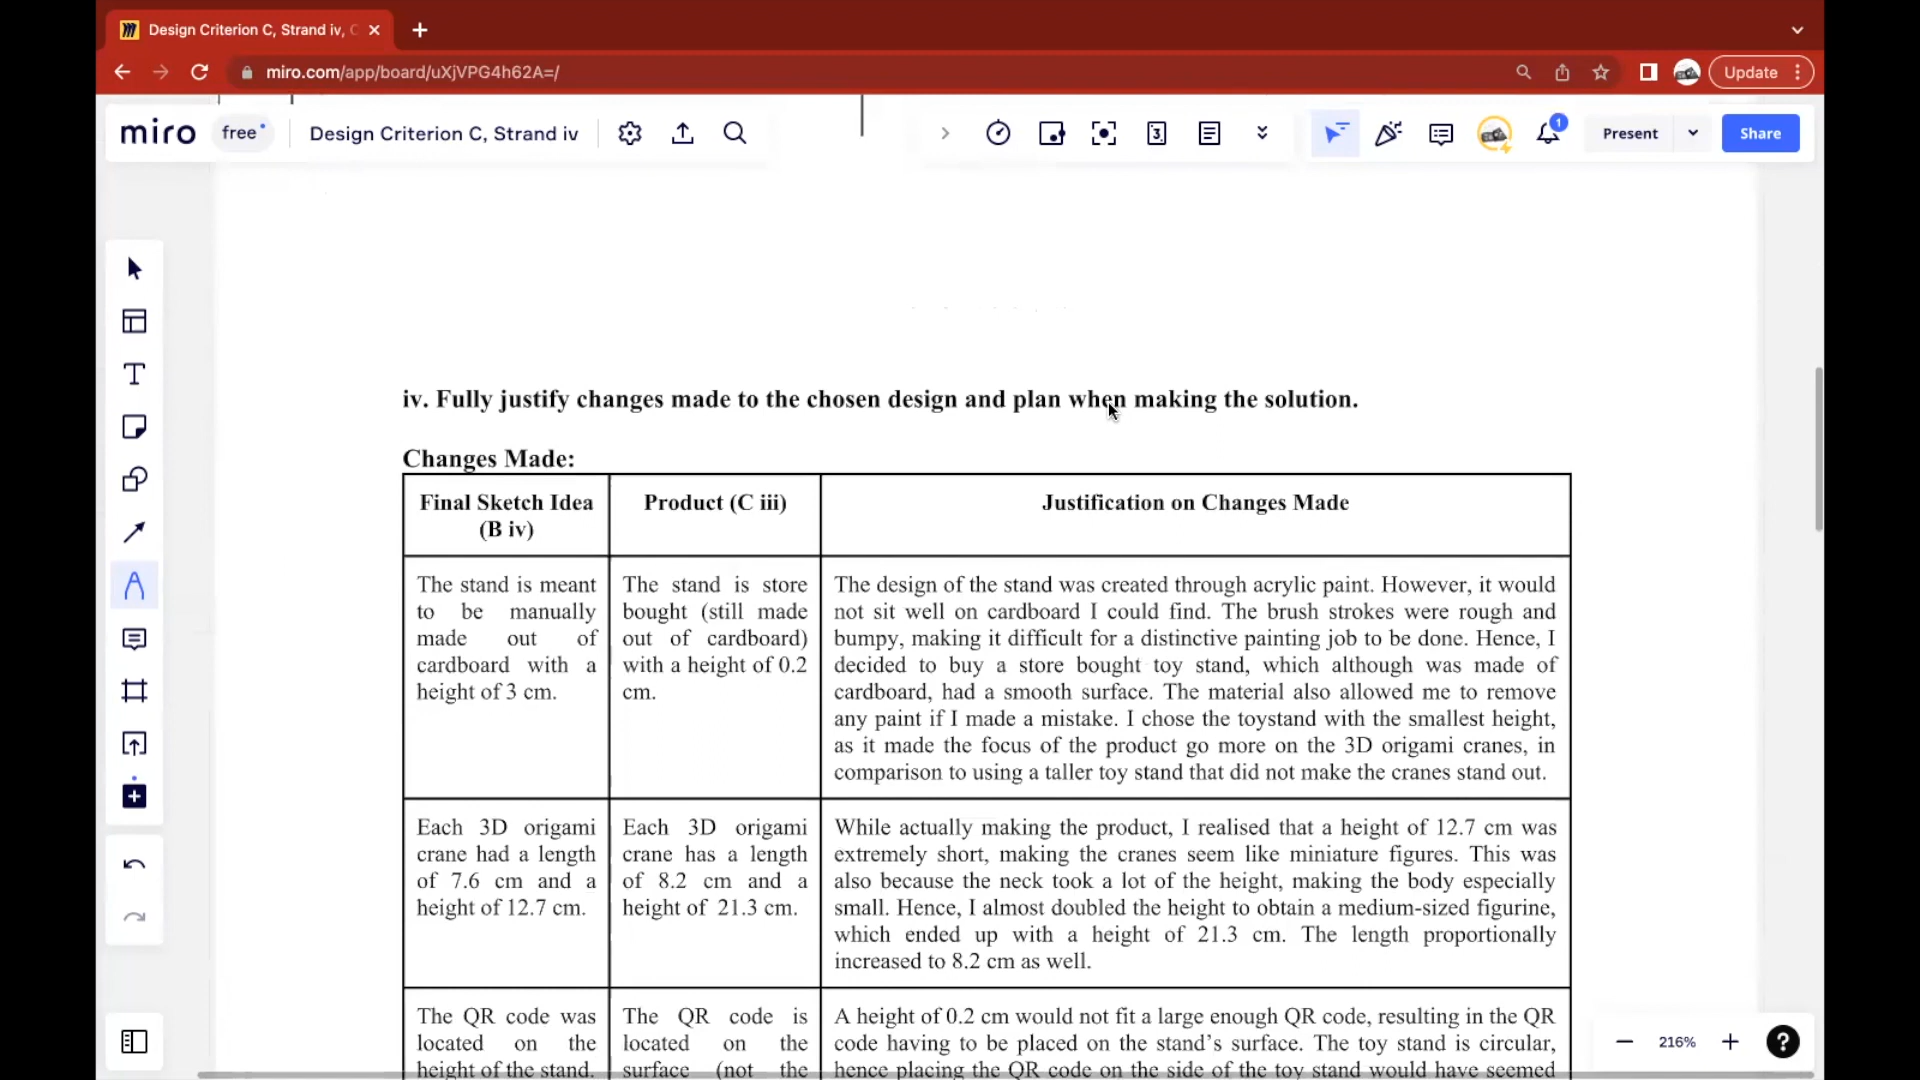 Design Criterion C, Strand iv, C
miro.com/app/board/uXjVPG4h62A=/
Update
miro
free
Design Criterion C, Strand iv
3
1
Present
Share
iv. Fully justify changes made to the chosen design and plan when making the solution.
Changes Made:
Final Sketch Idea
(B iv)
Product (C iii)
Justification on Changes Made
The stand is meant
to be manually
made out of
cardboard with a
height of 3 cm.
The stand is store
bought (still made
out of cardboard)
with a height of 0.2
cm.
The design of the stand was created through acrylic paint. However, it would
not sit well on cardboard I could find. The brush strokes were rough and
bumpy, making it difficult for a distinctive painting job to be done. Hence, I
decided to buy a store bought toy stand, which although was made of
cardboard, had a smooth surface. The material also allowed me to remove
any paint if I made a mistake. I chose the toystand with the smallest height,
as it made the focus of the product go more on the 3D origami cranes, in
comparison to using a taller toy stand that did not make the cranes stand out.
Each 3D origami
crane had a length
of 7.6 cm and a
height of 12.7 cm.
Each 3D origami
crane has a length
of 8.2 cm and a
height of 21.3 cm.
While actually making the product, I realised that a height of 12.7 cm was
extremely short, making the cranes seem like miniature figures. This was
also because the neck took a lot of the height, making the body especially
small. Hence, I almost doubled the height to obtain a medium-sized figurine,
which ended up with a height of 21.3 cm. The length proportionally
increased to 8.2 cm as well.
The QR code was
located on the
height of the stand.
The QR code is
located on the
surface (not the
A height of 0.2 cm would not fit a large enough QR code, resulting in the QR
code having to be placed on the stand's surface. The toy stand is circular,
hence placing the QR code on the side of the toy stand would have seemed
216%